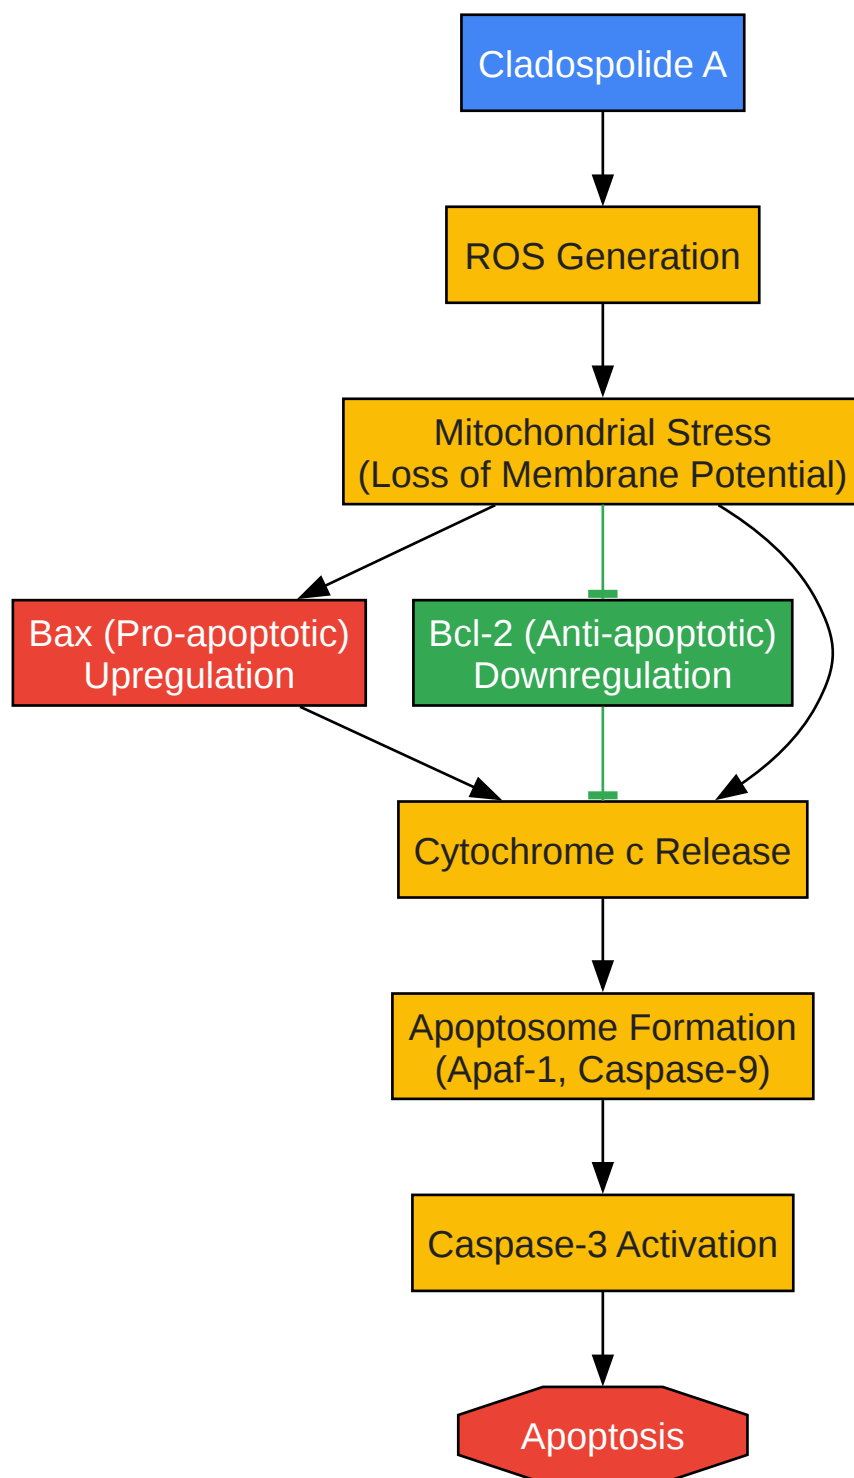 Cladospolide A
ROS Generation
Mitochondrial Stress
(Loss of Membrane Potential)
Bax (Pro-apoptotic)
Upregulation
Bcl-2 (Anti-apoptotic)
Downregulation
Cytochrome c Release
Apoptosome Formation
(Apaf-1, Caspase-9)
Caspase-3 Activation
Apoptosis